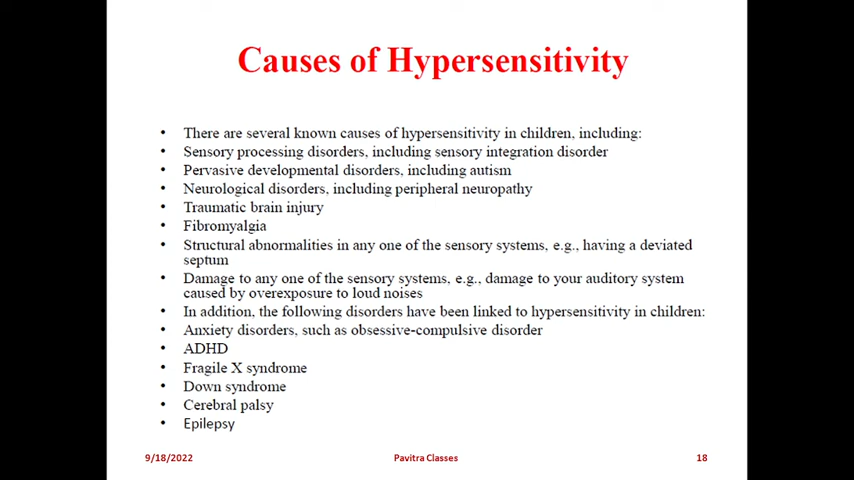 Causes of Hypersensitivity
• There are several known causes of hypersensitivity in children, including:
• Sensory processing disorders, including sensory integration disorder
• Pervasive developmental disorders, including autism
• Neurological disorders, including peripheral neuropathy
• Traumatic brain injury
• Fibromyalgia
• Structural abnormalities in any one of the sensory systems, e.g., having a deviated
septum
• Damage to any one of the sensory systems, e.g., damage to your auditory system
caused by overexposure to loud noises
• In addition, the following disorders have been linked to hypersensitivity in children:
• Anxiety disorders, such as obsessive-compulsive disorder
• ADHD
• Fragile X syndrome
• Down syndrome
• Cerebral palsy
• Epilepsy
9/18/2022 Pavitra Classes 18